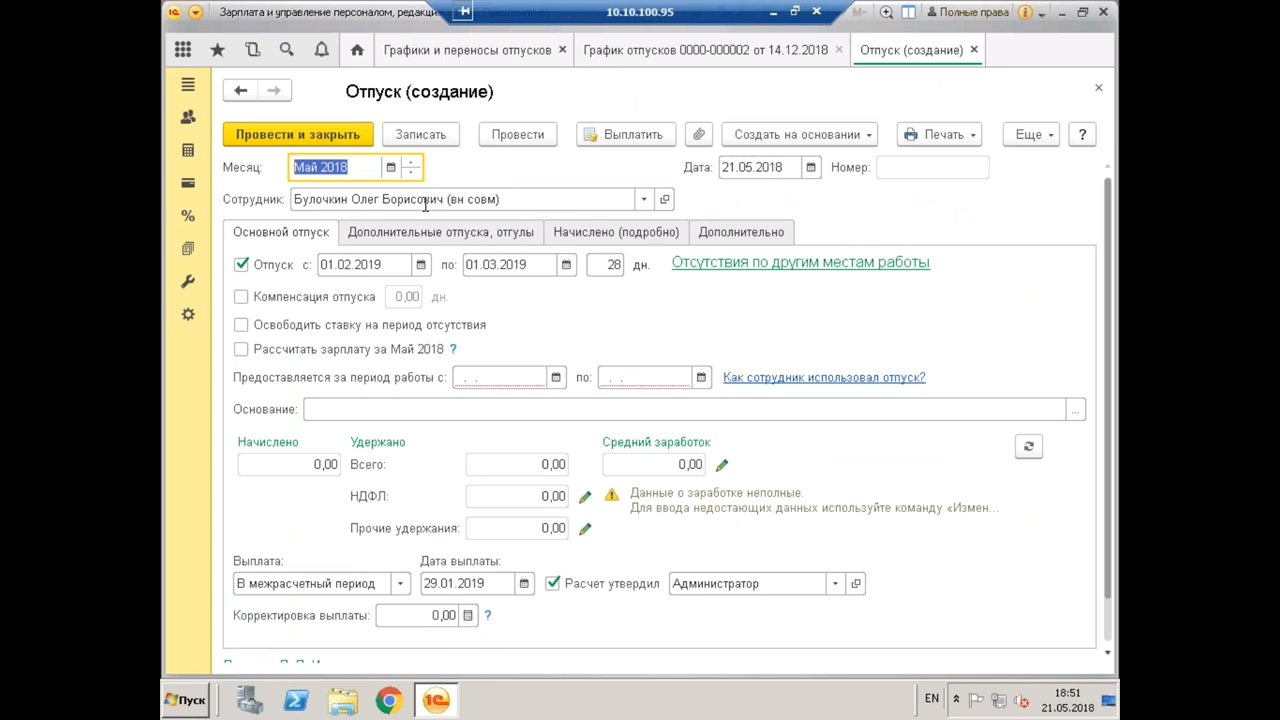 Зарплата и управление персоналом, редакци
10.10.100.95
Полные права
Графики и переносы отпусков
График отпусков 0000-000002 от 14.12.2018
Отпуск (создание)
Отпуск (создание)
Провести и закрыть
Записать
Провести
Выплатить
Создать на основании
Печать
Еще
?
Месяц: Май 2018
Дата: 21.05.2018
Номер:
Сотрудник: Булочкин Олег Борисович (вн совм)
Основной отпуск
Дополнительные отпуска, отгулы
Начислено (подробно)
Дополнительно
Отпуск с: 01.02.2019 по: 01.03.2019 28 дн.
Отсутствия по другим местам работы
Компенсация отпуска 0,00 дн.
Освободить ставку на период отсутствия
Рассчитать зарплату за Май 2018 ?
Предоставляется за период работы с: . . по: . . Как сотрудник использовал отпуск?
Основание: ...
Начислено Удержано Средний заработок
0,00 Всего: 0,00 0,00
НДФЛ: 0,00
Данные о заработке неполные.
Для ввода недостающих данных используйте команду «Измен...
Прочие удержания: 0,00
Выплата: Дата выплаты:
В межрасчетный период 29.01.2019 Расчет утвердил Администратор
Корректировка выплаты: 0,00 ?
Пуск
EN
18:51
21.05.2018